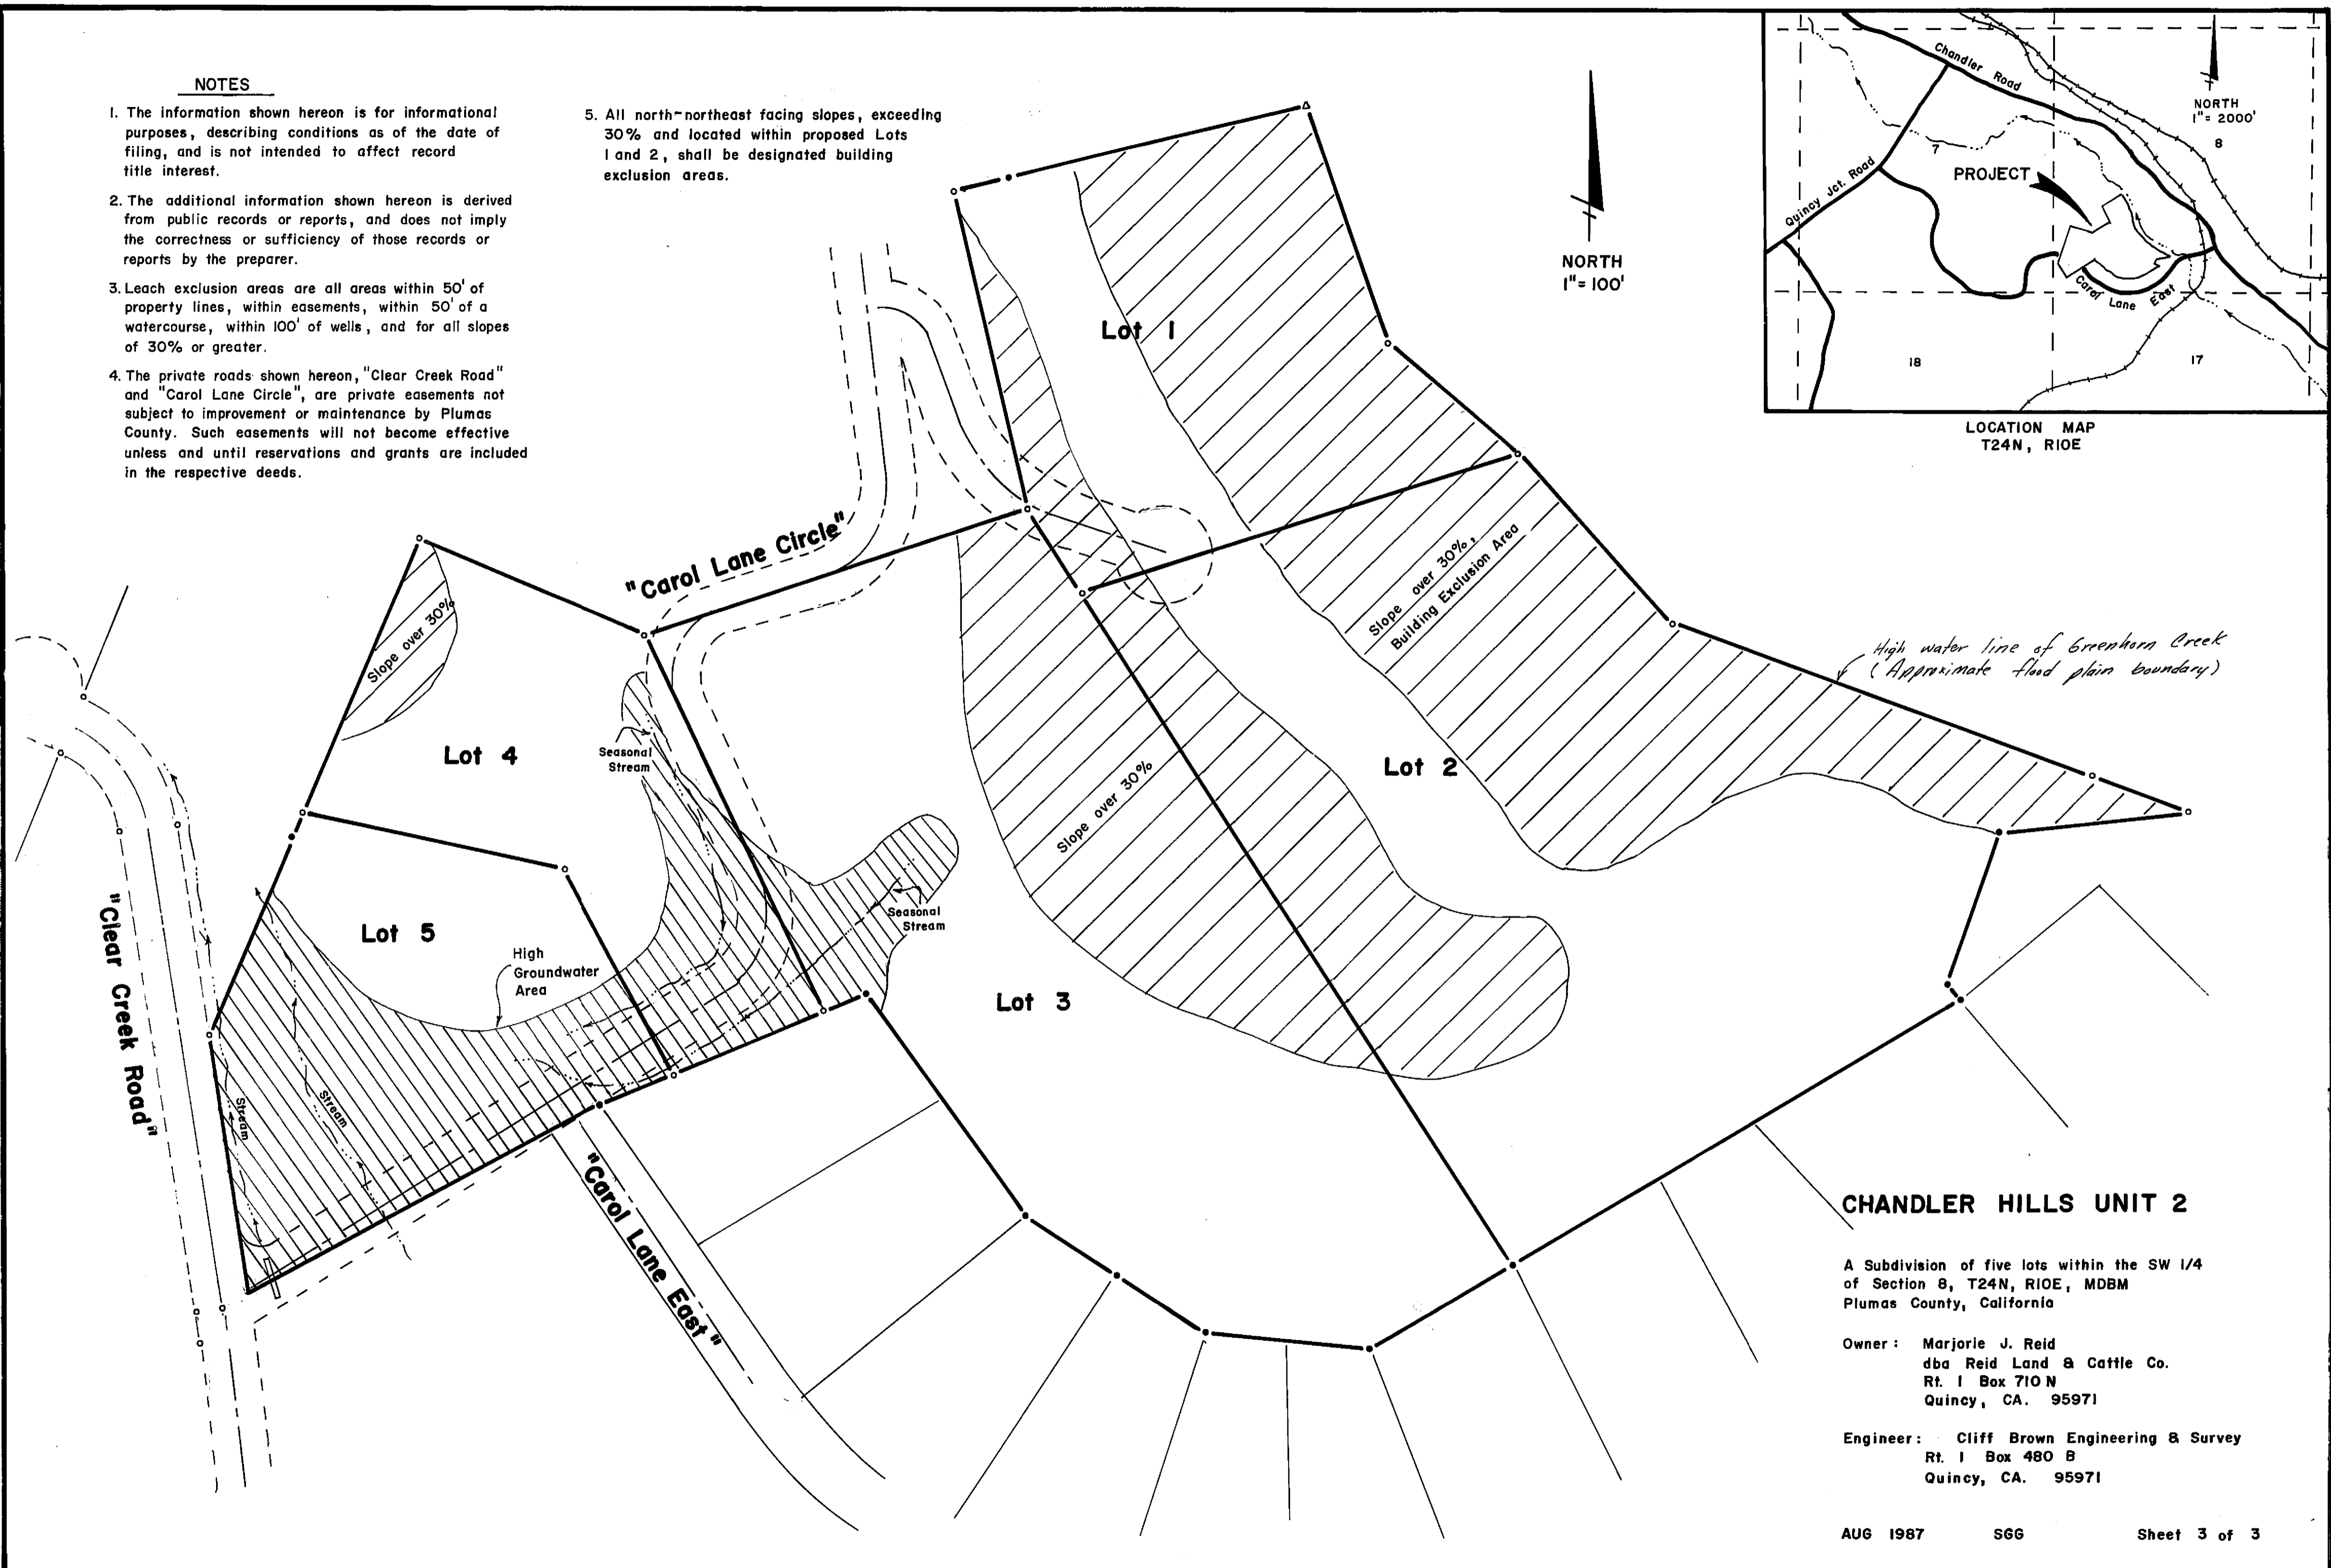 NOTES
1. The information shown hereon is for informational
purposes, describing conditions as of the date of
filing, and is not intended to affect record
title interest.
2. The additional information shown hereon is derived
from public records or reports, and does not imply
the correctness or sufficiency of those records or
reports by the preparer.
3. Leach exclusion areas are all areas within 50' of
property lines, within easements, within 50' of a
watercourse, within 100' of wells, and for all slopes
of 30% or greater.
4. The private roads shown hereon, "Clear Creek Road"
and "Carol Lane Circle", are private easements not
subject to improvement or maintenance by Plumas
County. Such easements will not become effective
unless and until reservations and grants are included
in the respective deeds.
5. All north-northeast facing slopes, exceeding
30% and located within proposed Lots
1 and 2, shall be designated building
exclusion areas.
NORTH
1"= 100'
Chandler Road
NORTH
1"= 2000'
8
7
PROJECT
Quincy Jct. Road
Carol Lane East
18
17
LOCATION MAP
T24N, R10E
Lot 1
"Carol Lane Circle"
Slope over 30%,
Building Exclusion Area
Slope over 30%
High water line of Greenhorn Creek
(Approximate flood plain boundary)
Lot 4
Seasonal
Stream
Lot 2
Slope over 30%
Seasonal
Stream
Lot 5
High
Groundwater
Area
Lot 3
"Clear Creek Road"
Stream
Stream
"Carol Lane East"
CHANDLER HILLS UNIT 2
A Subdivision of five lots within the SW 1/4
of Section 8, T24N, R10E, MDBM
Plumas County, California
Owner: Marjorie J. Reid
dba Reid Land & Cattle Co.
Rt. 1 Box 710 N
Quincy, CA. 95971
Engineer: Cliff Brown Engineering & Survey
Rt. 1 Box 480 B
Quincy, CA. 95971
AUG 1987 SGG Sheet 3 of 3